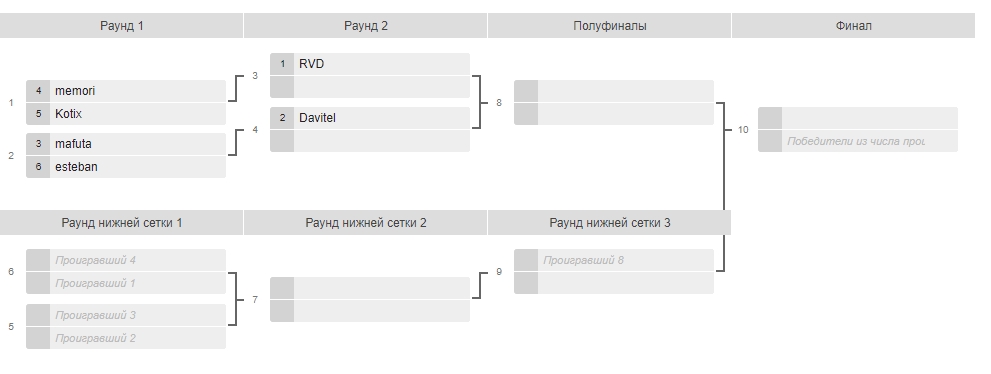 Раунд 1
Раунд 2
Полуфиналы
Финал
1
4 memori
5 Kotix
2
3 mafuta
6 esteban
3
1 RVD
4
2 Davitel
8
10
Победители из числа
Раунд нижней сетки 1
Раунд нижней сетки 2
Раунд нижней сетки 3
6
Проигравший 4
Проигравший 1
5
Проигравший 3
Проигравший 2
7
9
Проигравший 8